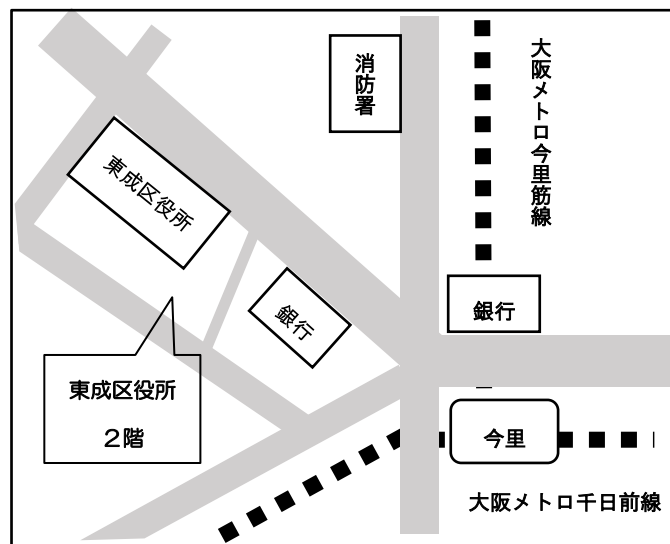 消防署
大阪メトロ今里筋線
東成区役所
銀行
銀行
東成区役所
２階
今里
大阪メトロ千日前線